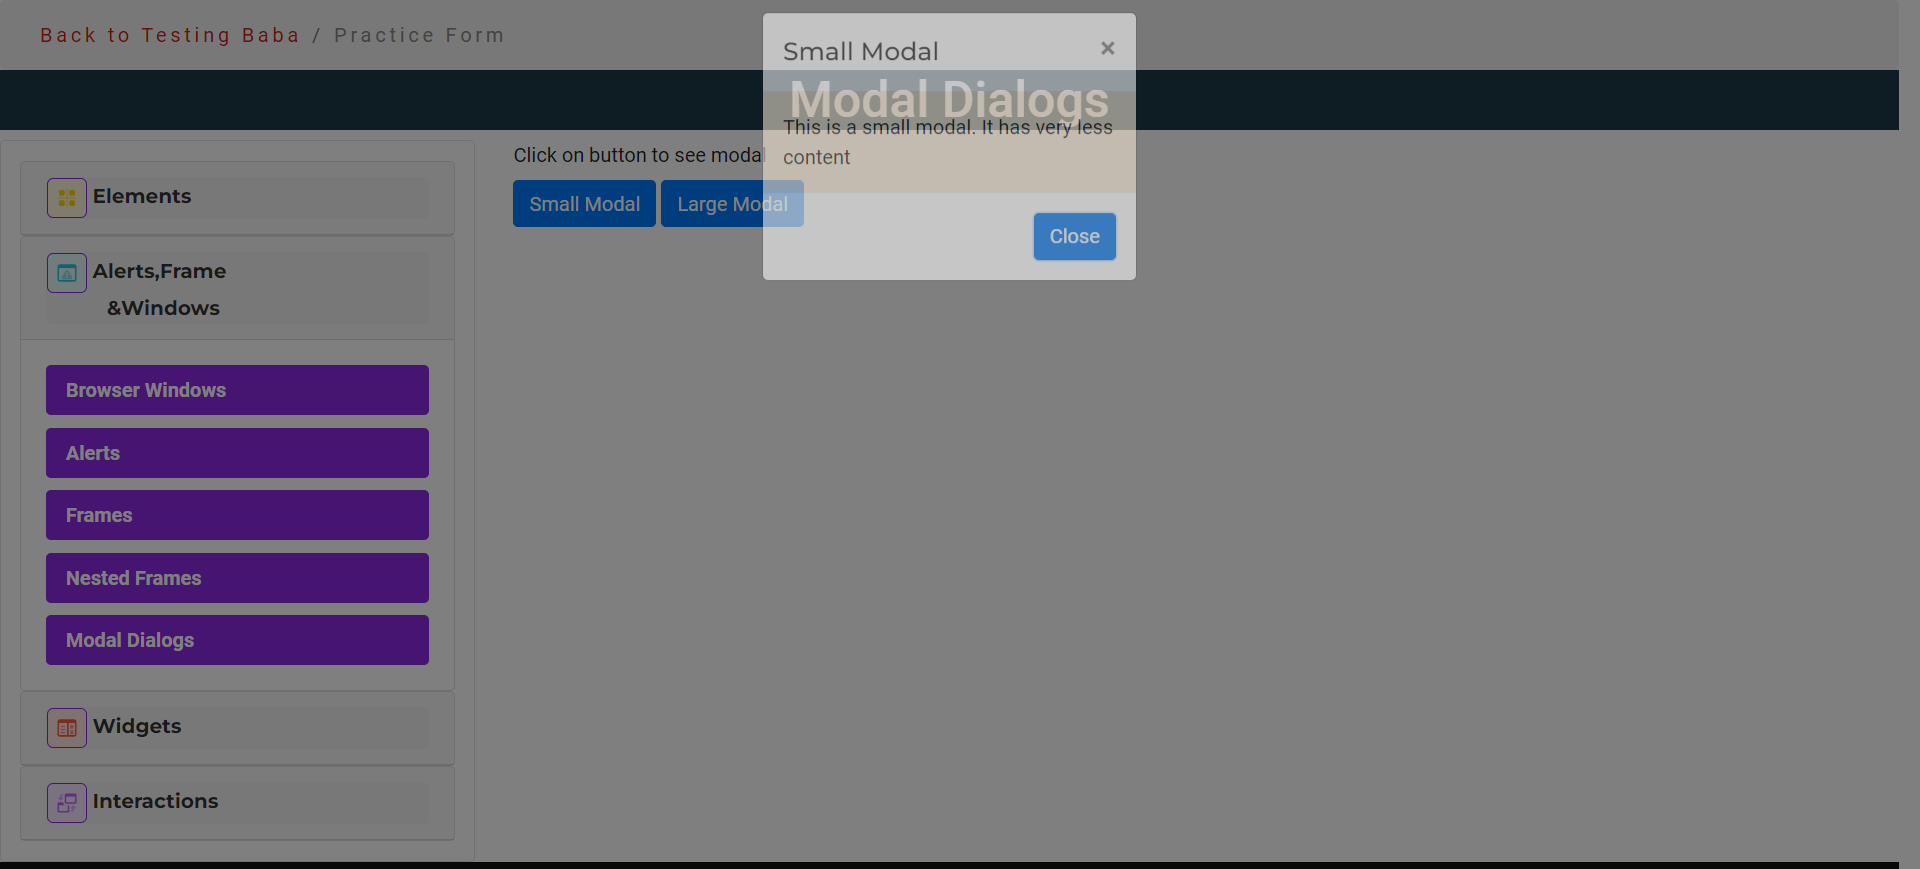 Back to Testing Baba / Practice Form
Small Modal ×
Modal Dialogs
This is a small modal. It has very less
content
Close
Click on button to see modal
Small Modal Large Modal
Elements
Alerts,Frame
&Windows
Browser Windows
Alerts
Frames
Nested Frames
Modal Dialogs
Widgets
Interactions